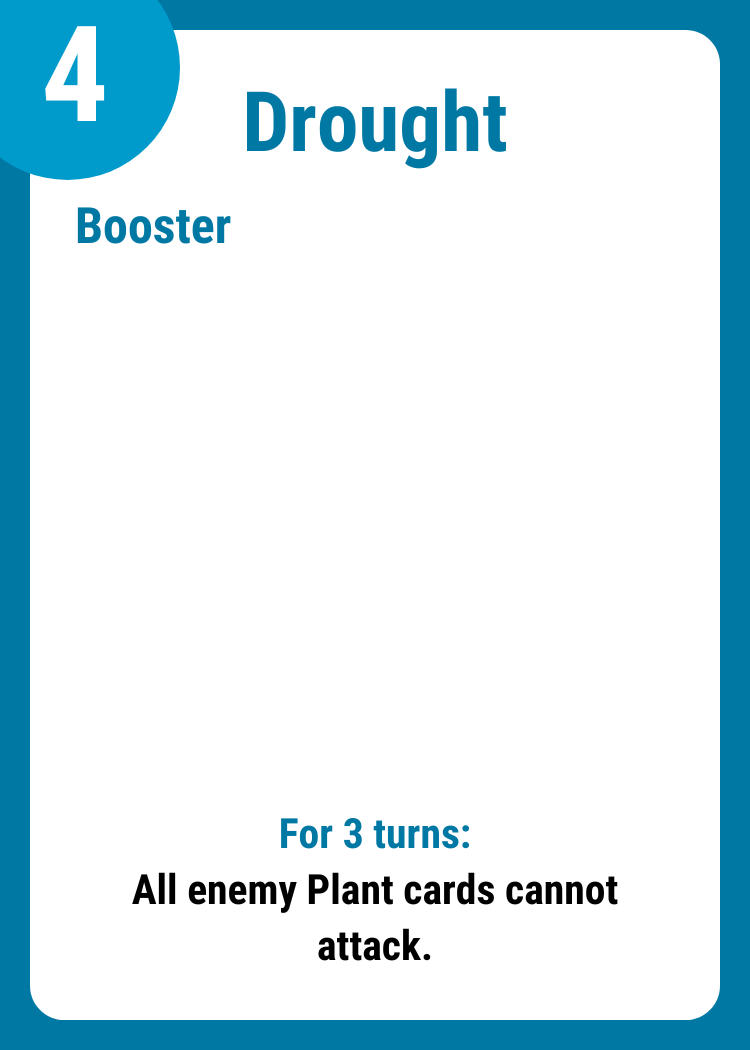 4
Drought
Booster
For 3 turns:
All enemy Plant cards cannot
attack.